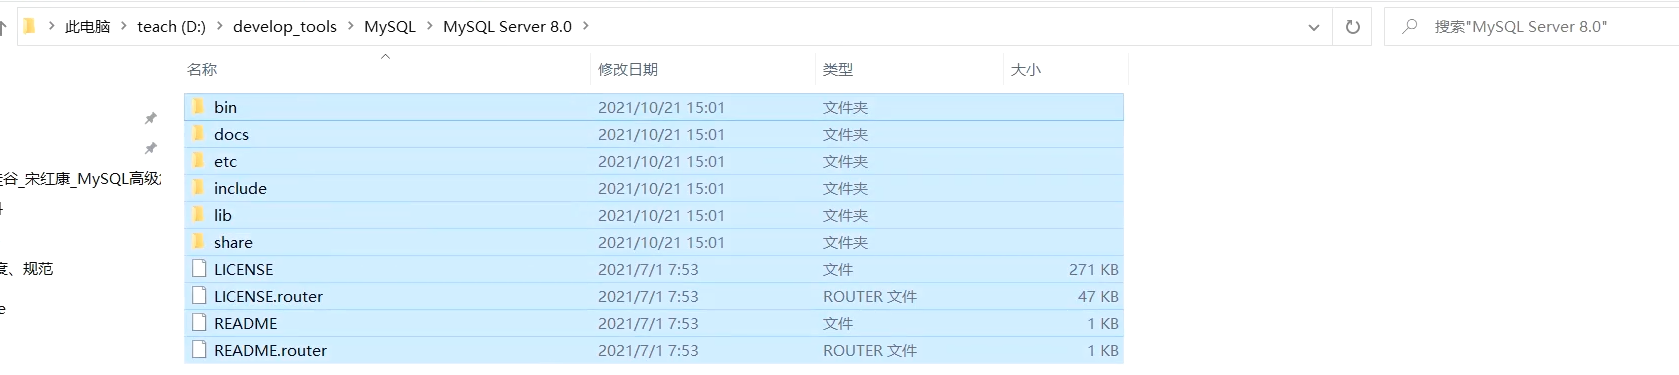 此电脑 > teach (D:) > develop_tools > MySQL > MySQL Server 8.0 >
搜索"MySQL Server 8.0"
名称 修改日期 类型 大小
bin 2021/10/21 15:01 文件夹
docs 2021/10/21 15:01 文件夹
etc 2021/10/21 15:01 文件夹
include 2021/10/21 15:01 文件夹
lib 2021/10/21 15:01 文件夹
share 2021/10/21 15:01 文件夹
LICENSE 2021/7/1 7:53 文件 271 KB
LICENSE.router 2021/7/1 7:53 ROUTER 文件 47 KB
README 2021/7/1 7:53 文件 1 KB
README.router 2021/7/1 7:53 ROUTER 文件 1 KB
谷_宋红康_MySQL高级
、规范
e